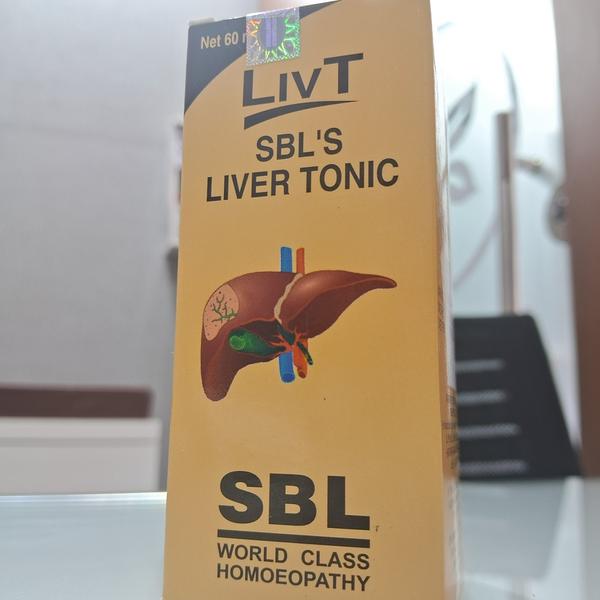 Net 60
LIVT
SBL'S
LIVER TONIC
SBL
WORLD CLASS
HOMOEOPATHY